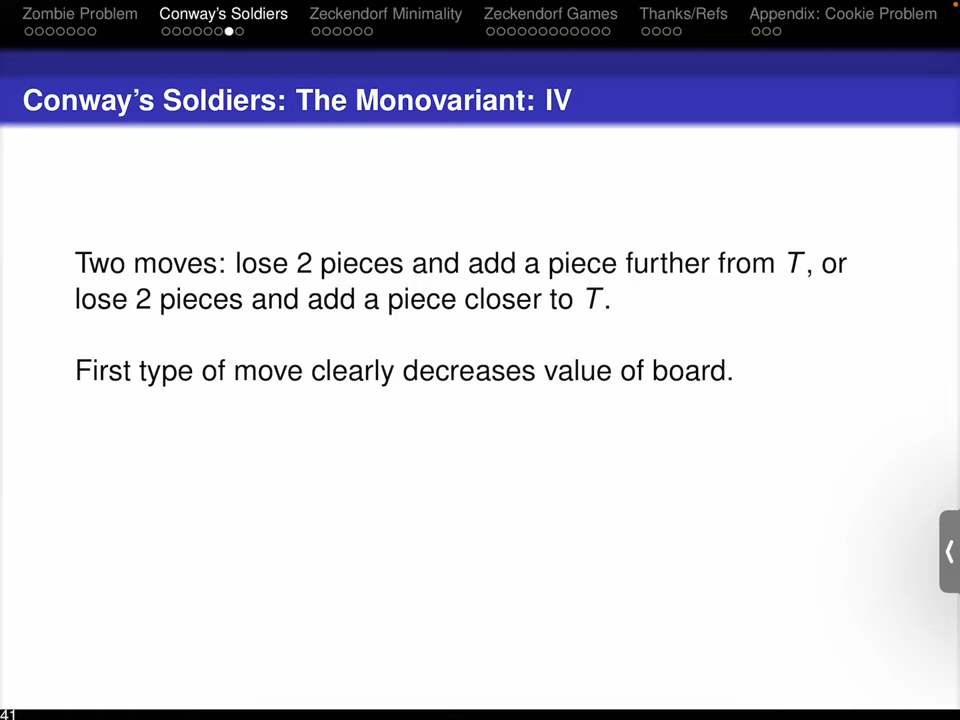 Zombie Problem Conway's Soldiers Zeckendorf Minimality Zeckendorf Games Thanks/Refs Appendix: Cookie Problem
Conway's Soldiers: The Monovariant: IV
Two moves: lose 2 pieces and add a piece further from T, or
lose 2 pieces and add a piece closer to T.
First type of move clearly decreases value of board.
41